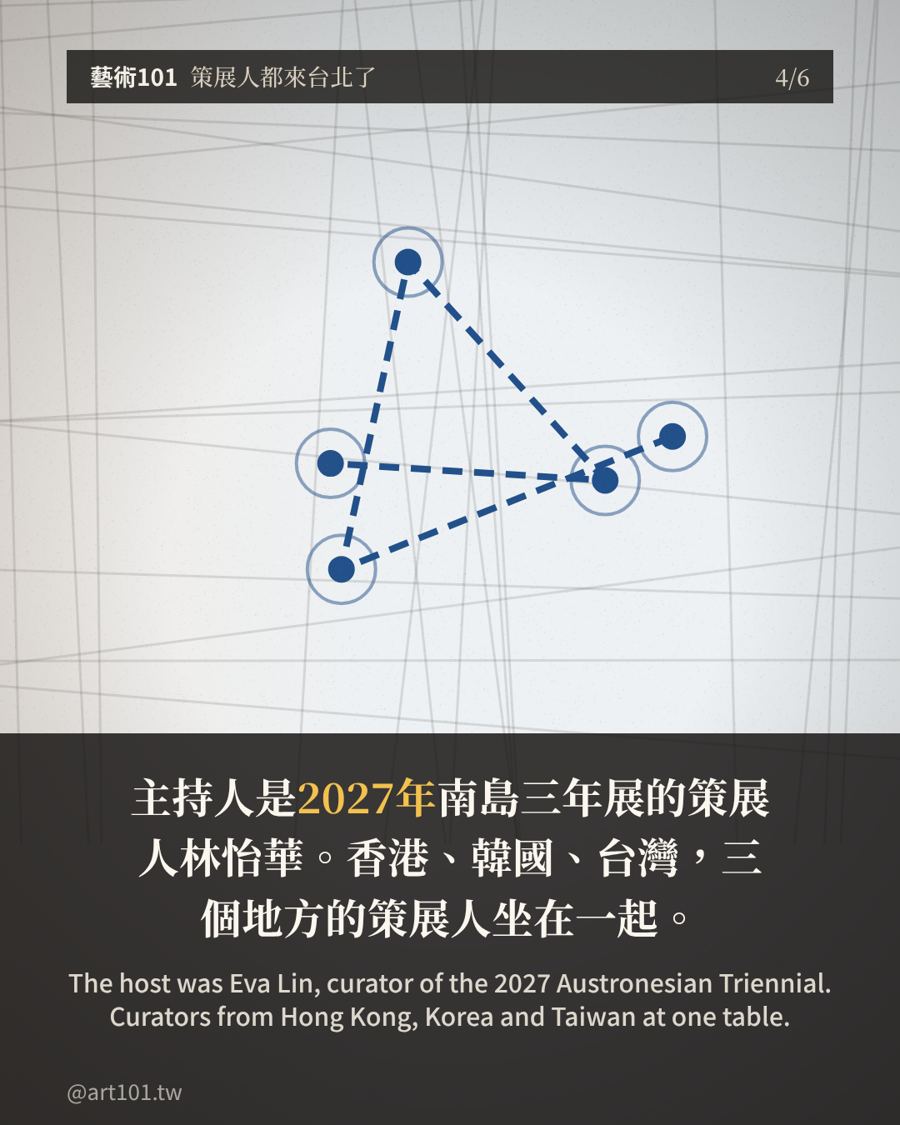 藝術101 策展人都來台北了 4/6
主持人是2027年南島三年展的策展
人林怡華。香港、韓國、台灣，三
個地方的策展人坐在一起。
The host was Eva Lin, curator of the 2027 Austronesian Triennial.
Curators from Hong Kong, Korea and Taiwan at one table.
@art101.tw